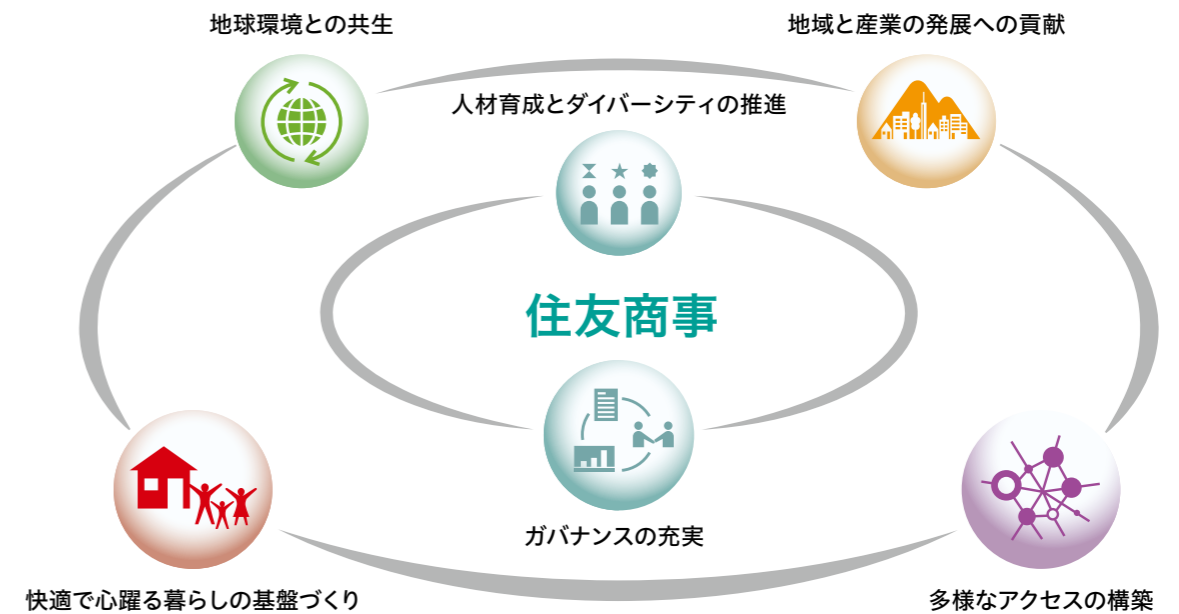 地球環境との共生
地域と産業の発展への貢献
人材育成とダイバーシティの推進
住友商事
ガバナンスの充実
快適で心躍る暮らしの基盤づくり
多様なアクセスの構築